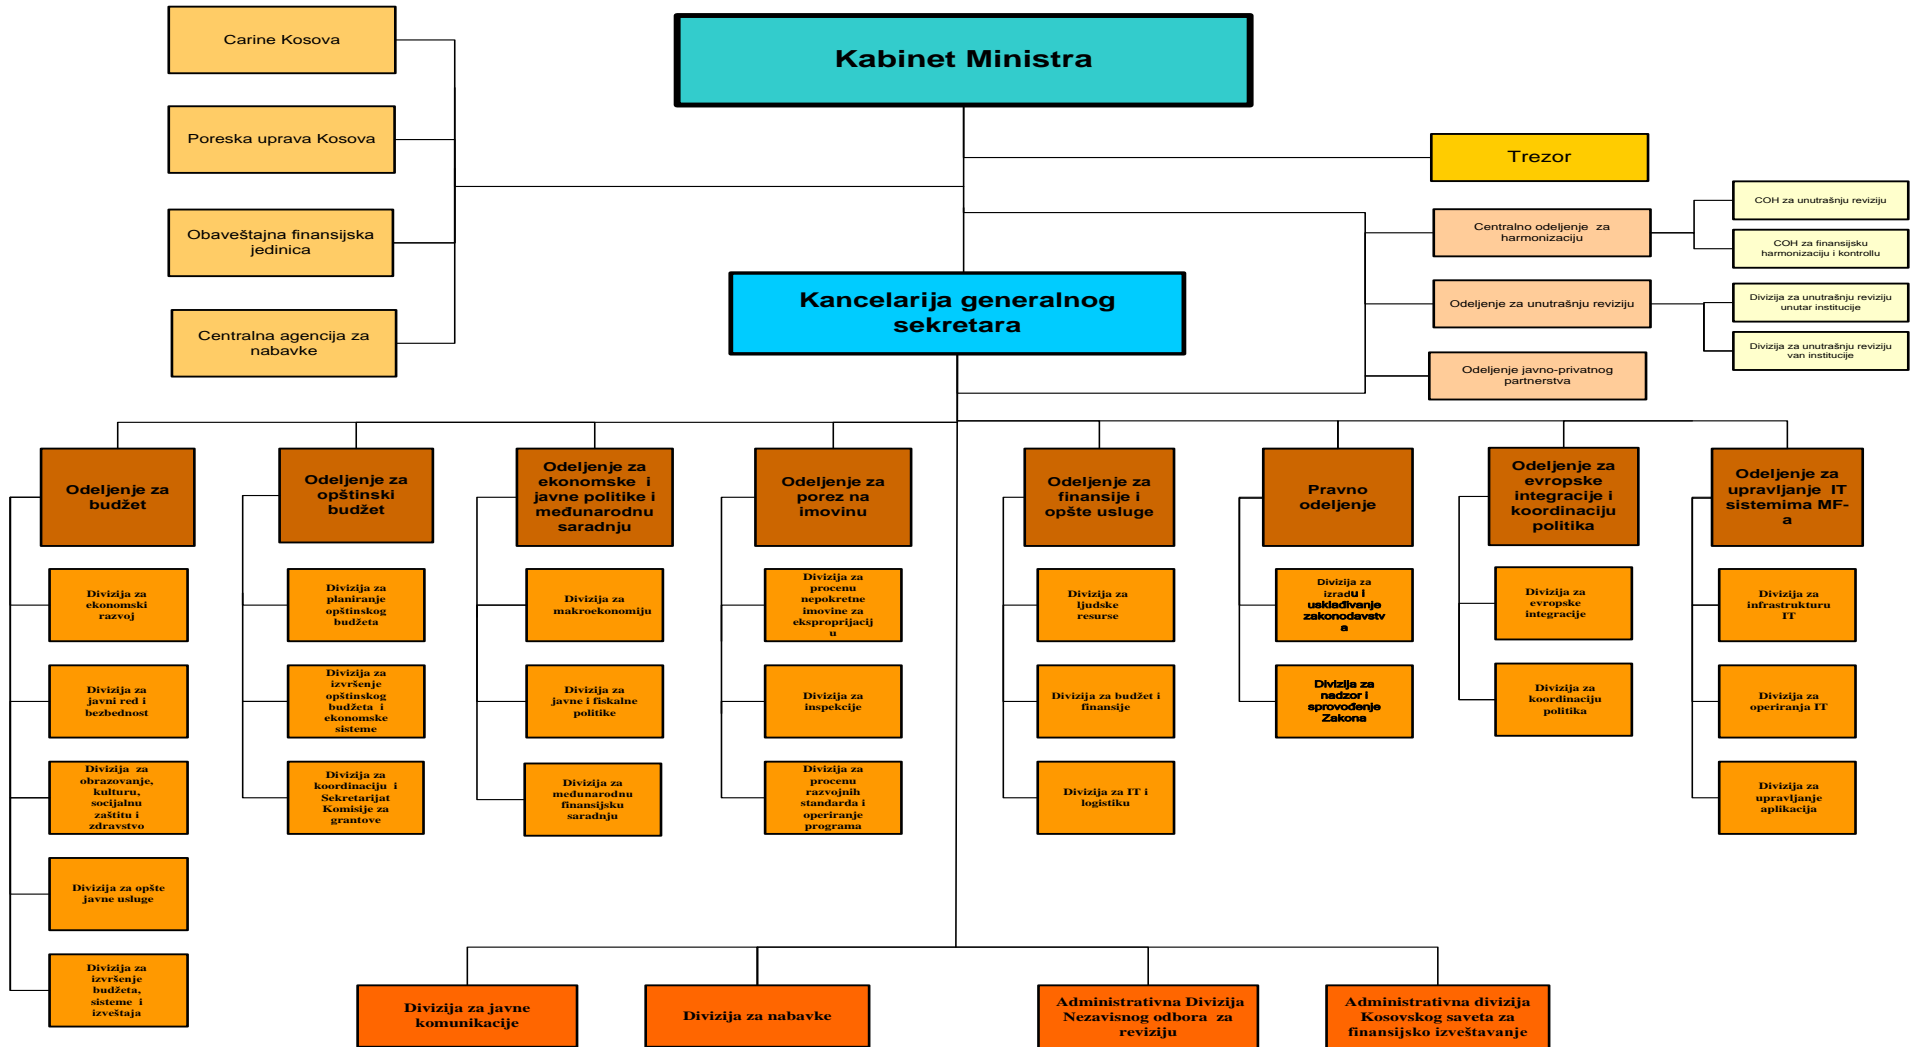 Carine Kosova
Kabinet Ministra
Poreska uprava Kosova
Trezor
Obaveštajna finansijska
jedinica
Centralna agencija za
nabavke
Centralno odeljenje za
harmonizaciju
COH za unutrašnju reviziju
COH za finansijsku
harmonizaciju i kontrollu
Kancelarija generalnog
sekretara
Odeljenje za unutrašnju reviziju
Divizija za unutrašnju reviziju
unutar institucije
Divizija za unutrašnju reviziju
van institucije
Odeljenje javno-privatnog
partnerstva
Odeljenje za
budžet
Divizija za
ekonomski
razvoj
Divizija za
javni red i
bezbednost
Divizija za
obrazovanje,
kulturu,
socijalnu
zaštitu i
zdravstvo
Divizija za opšte
javne usluge
Divizija za
izvršenje
budžeta,
sisteme i
izveštaja
Odeljenje za
opštinski
budžet
Divizija za
planiranje
opštinskog
budžeta
Divizija za
izvršenje
opštinskog
budžeta i
ekonomske
sisteme
Divizija za
koordinaciju i
Sekretarijat
Komisije za
grantove
Odeljenje za
ekonomske i
javne politike i
međunarodnu
saradnju
Divizija za
makroekonomiju
Divizija za
javne i fiskalne
politike
Divizija za
međunarodnu
finansijsku
saradnju
Odeljenje za
porez na
imovinu
Divizija za
procenu
nepokretne
imovine za
eksproprijacij
u
Divizija za
inspekcije
Divizija za
procenu
razvojnih
standarda i
operiranje
programa
Odeljenje za
finansije i
opšte usluge
Divizija za
ljudske
resurse
Divizija za budžet i
finansije
Divizija za IT i
logistiku
Pravno
odeljenje
Divizija za
izradu i
usklađivanje
zakonodavstv
a
Divizija za
nadzor i
sprovođenje
Zakona
Odeljenje za
evropske
integracije i
koordinaciju
politika
Divizija za
evropske
integracije
Divizija za
koordinaciju
politika
Odeljenje za
upravljanje IT
sistemima MF-
a
Divizija za
infrastrukturu
IT
Divizija za
operiranja IT
Divizija za
upravljanje
aplikacija
Divizija za javne
komunikacije
Divizija za nabavke
Administrativna Divizija
Nezavisnog odbora za
reviziju
Administrativna divizija
Kosovskog saveta za
finansijsko izveštavanje